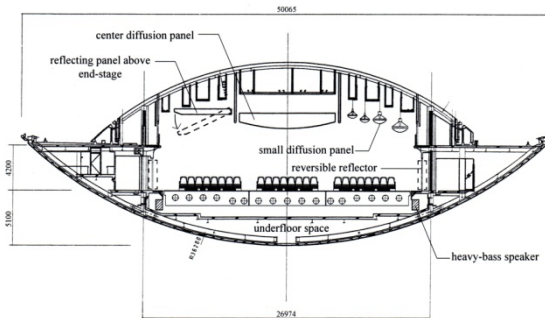 50065
center diffusion panel
reflecting panel above
end-stage
small diffusion panel
reversible reflector
4200
5100
underfloor space
heavy-bass speaker
26974